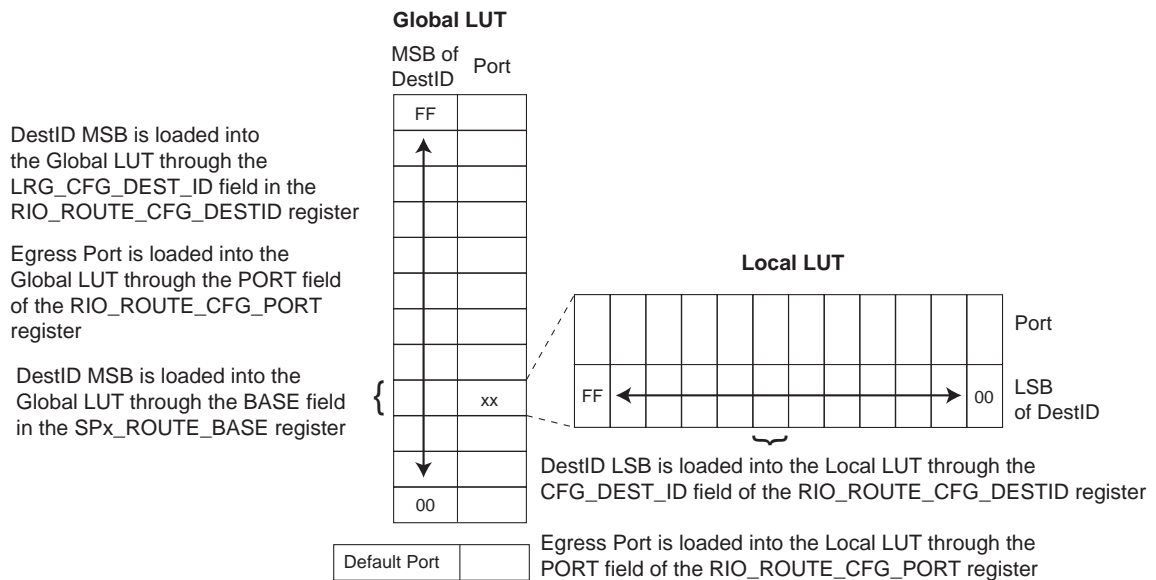 Global LUT
MSB of
DestID
Port
FF
DestID MSB is loaded into
the Global LUT through the
LRG_CFG_DEST_ID field in the
RIO_ROUTE_CFG_DESTID register
Egress Port is loaded into the
Global LUT through the PORT field
of the RIO_ROUTE_CFG_PORT
register
DestID MSB is loaded into the
Global LUT through the BASE field
in the SPx_ROUTE_BASE register
{
xx
00
Default Port
Local LUT
Port
FF
00
LSB
of DestID
DestID LSB is loaded into the Local LUT through the
CFG_DEST_ID field of the RIO_ROUTE_CFG_DESTID register
Egress Port is loaded into the Local LUT through the
PORT field of the RIO_ROUTE_CFG_PORT register